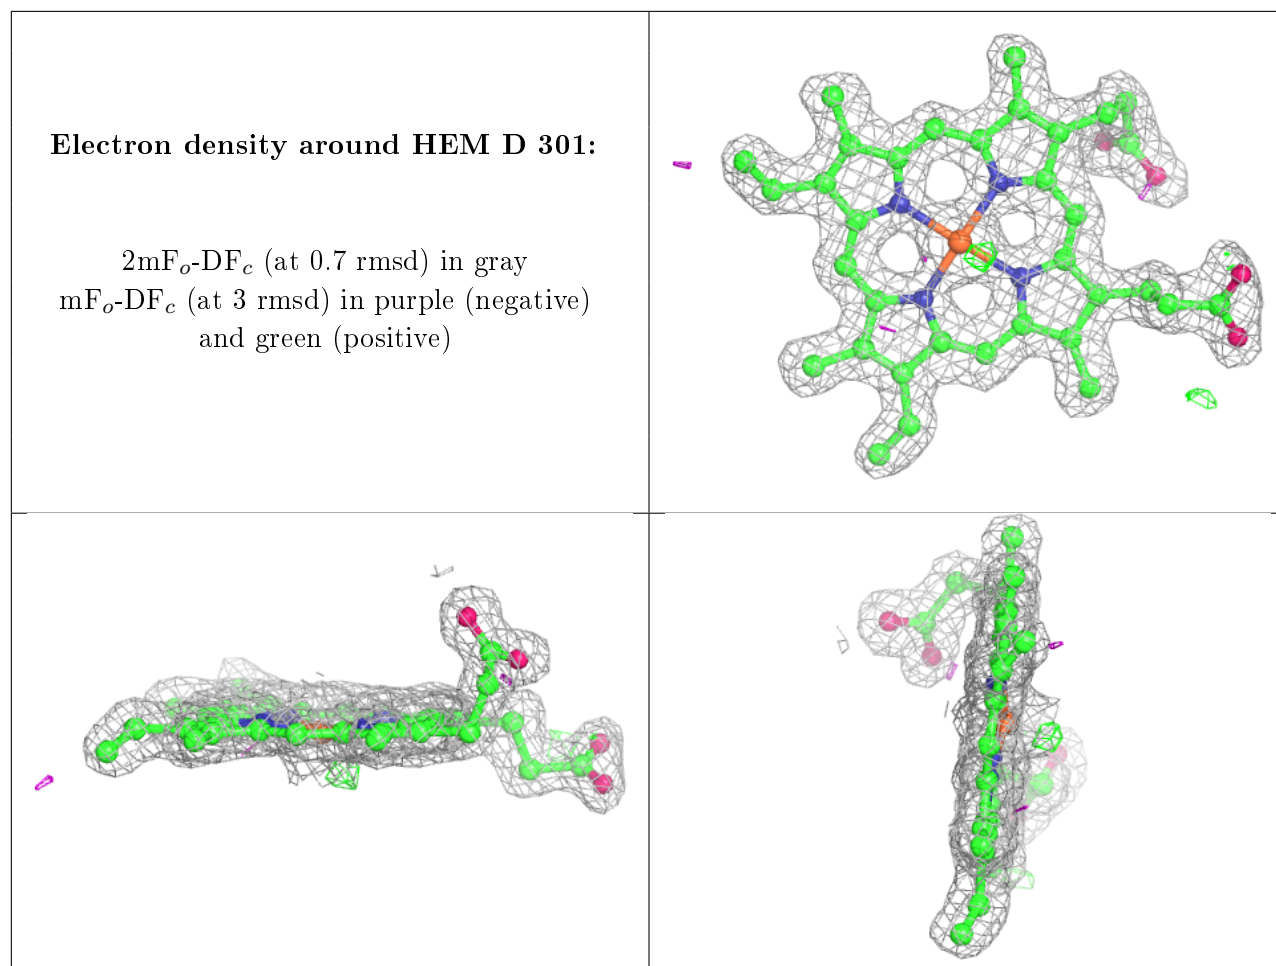 Electron density around HEM D 301:
2mFo-DFc (at 0.7 rmsd) in gray
mFo-DFc (at 3 rmsd) in purple (negative)
and green (positive)